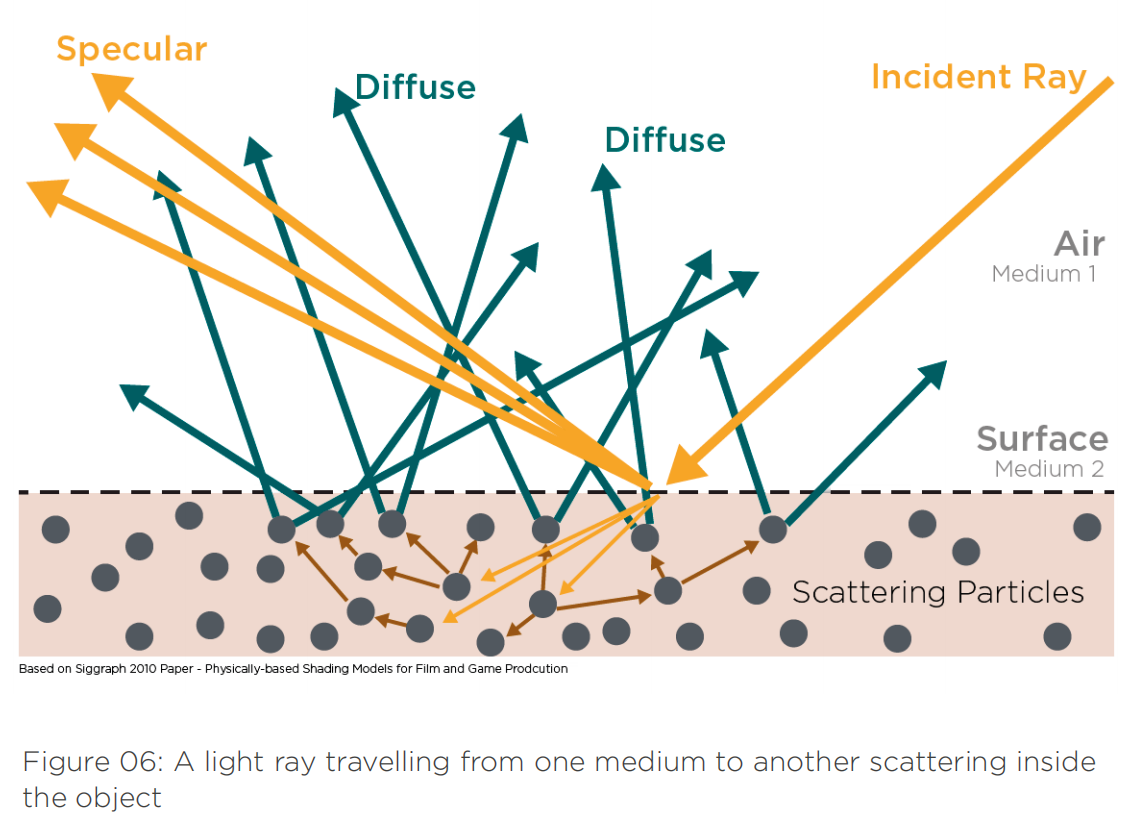 Specular
Diffuse
Incident Ray
Diffuse
Air
Medium 1
Surface
Medium 2
Scattering Particles
Based on Siggraph 2010 Paper - Physically-based Shading Models for Film and Game Prodcution
Figure 06: A light ray travelling from one medium to another scattering inside
the object